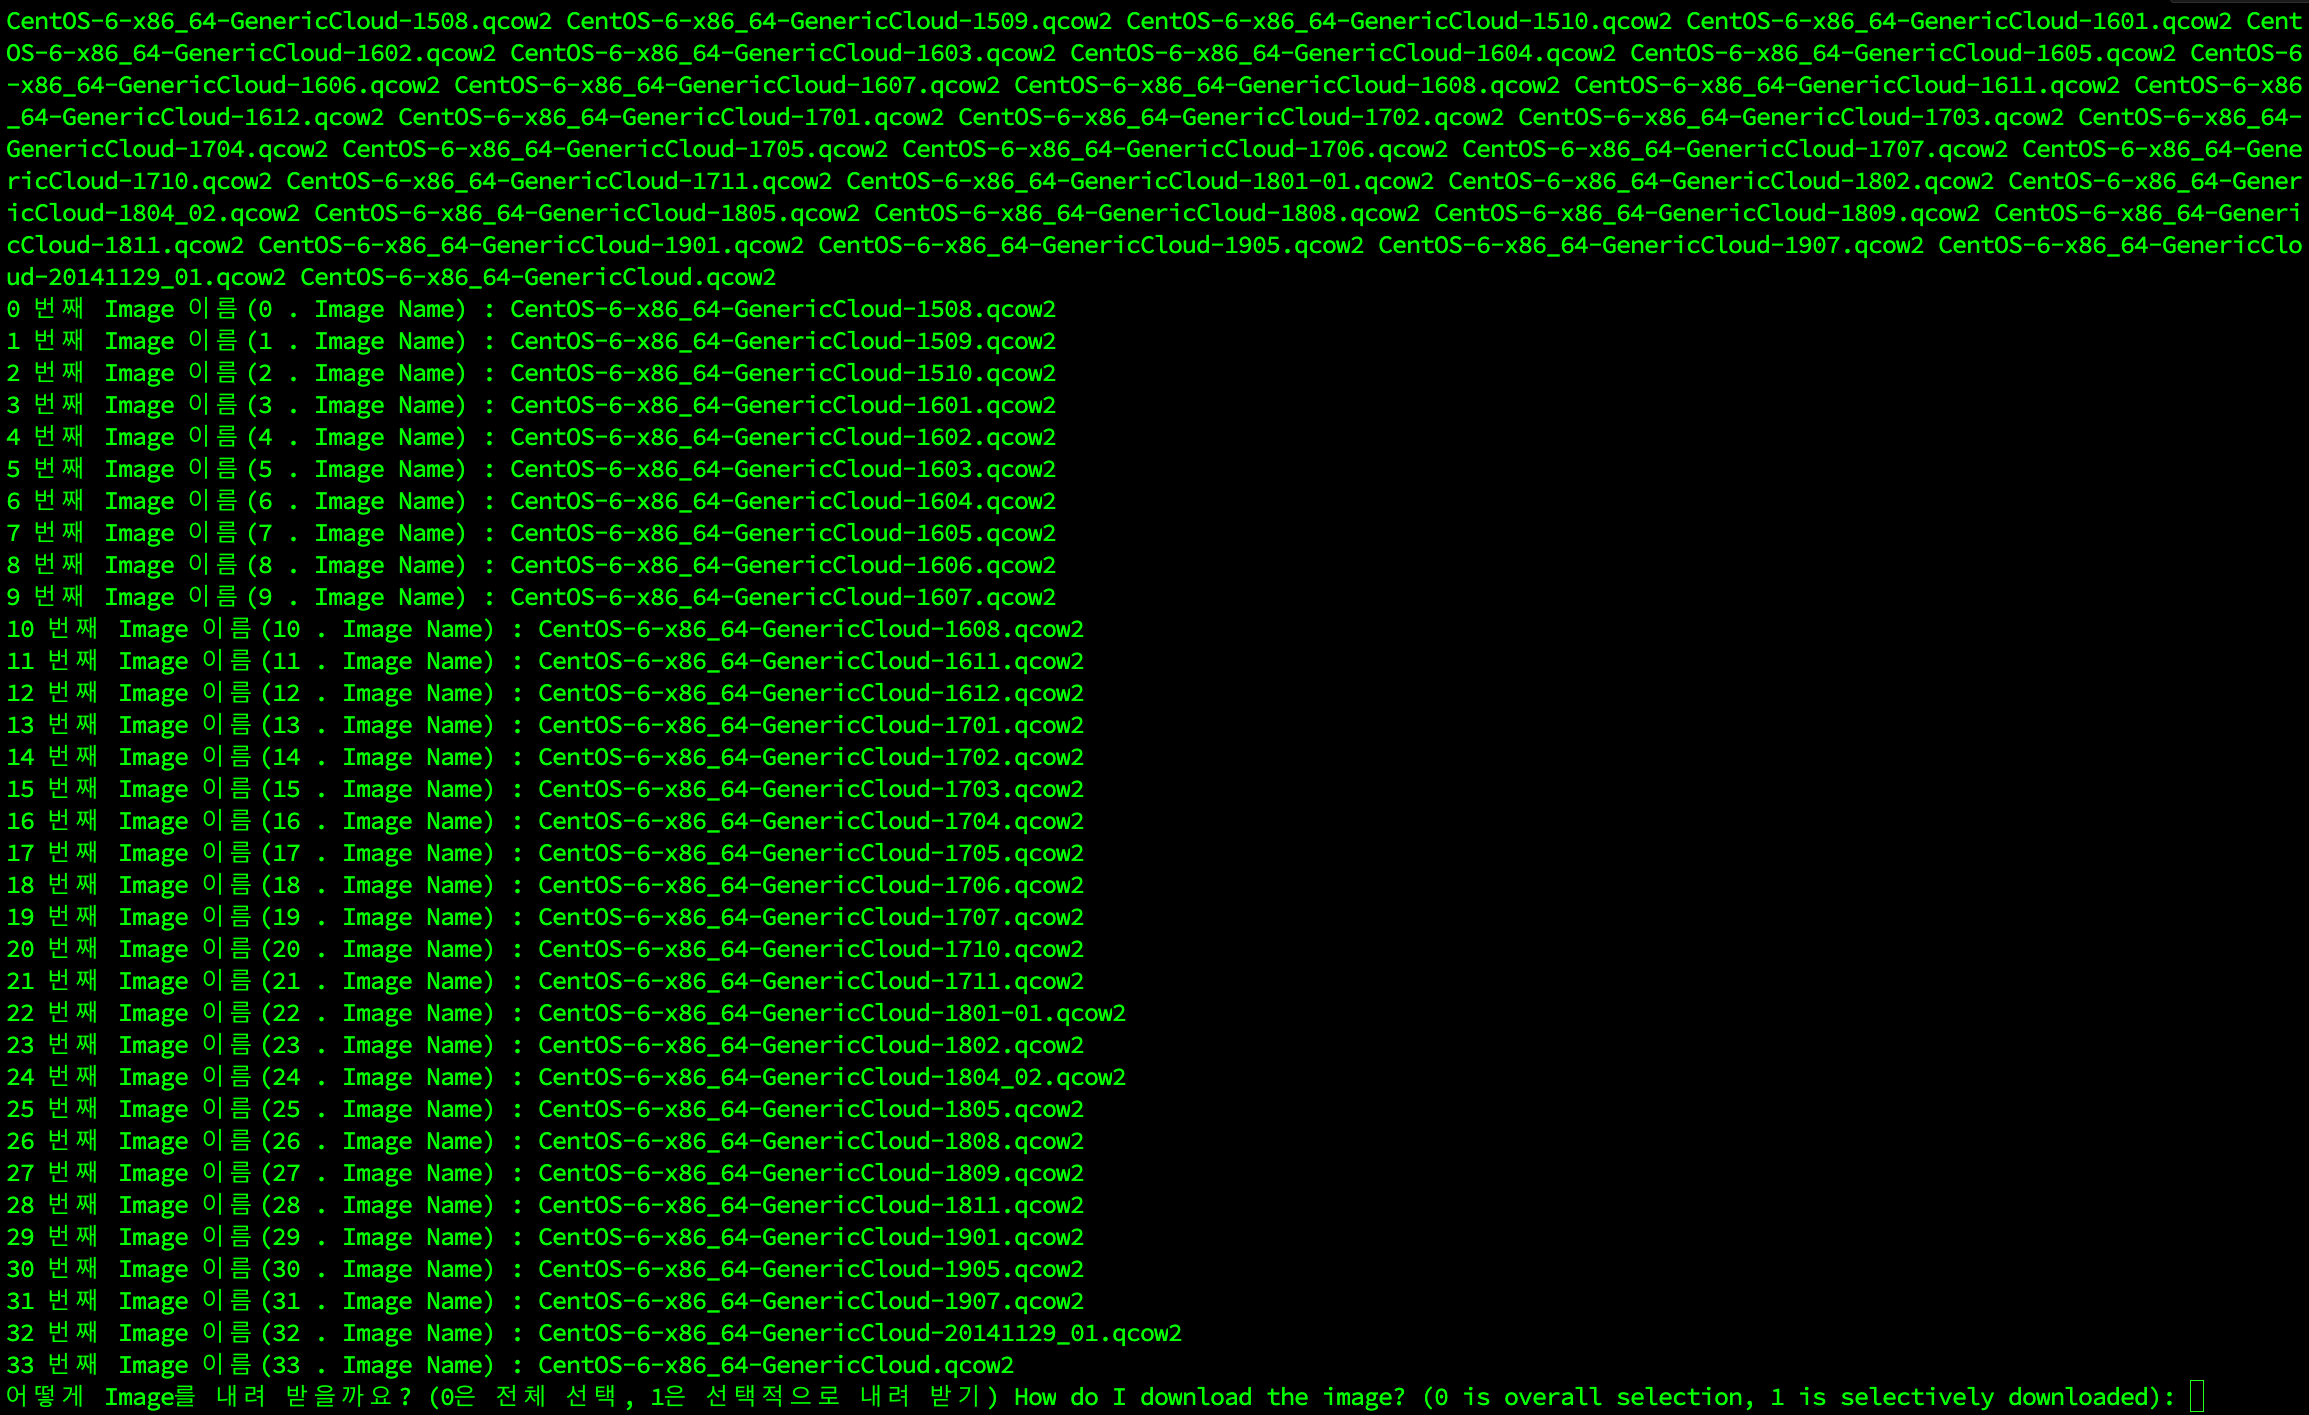 CentOS-6-x86_64-GenericCloud-1508.qcow2 CentOS-6-x86_64-GenericCloud-1509.qcow2 CentOS-6-x86_64-GenericCloud-1510.qcow2 CentOS-6-x86_64-GenericCloud-1601.qcow2 Cent
OS-6-x86_64-GenericCloud-1602.qcow2 CentOS-6-x86_64-GenericCloud-1603.qcow2 CentOS-6-x86_64-GenericCloud-1604.qcow2 CentOS-6-x86_64-GenericCloud-1605.qcow2 CentOS-6
-x86_64-GenericCloud-1606.qcow2 CentOS-6-x86_64-GenericCloud-1607.qcow2 CentOS-6-x86_64-GenericCloud-1608.qcow2 CentOS-6-x86_64-GenericCloud-1611.qcow2 CentOS-6-x86
_64-GenericCloud-1612.qcow2 CentOS-6-x86_64-GenericCloud-1701.qcow2 CentOS-6-x86_64-GenericCloud-1702.qcow2 CentOS-6-x86_64-GenericCloud-1703.qcow2 CentOS-6-x86_64-
GenericCloud-1704.qcow2 CentOS-6-x86_64-GenericCloud-1705.qcow2 CentOS-6-x86_64-GenericCloud-1706.qcow2 CentOS-6-x86_64-GenericCloud-1707.qcow2 CentOS-6-x86_64-Gene
ricCloud-1710.qcow2 CentOS-6-x86_64-GenericCloud-1711.qcow2 CentOS-6-x86_64-GenericCloud-1801-01.qcow2 CentOS-6-x86_64-GenericCloud-1802.qcow2 CentOS-6-x86_64-Gener
icCloud-1804_02.qcow2 CentOS-6-x86_64-GenericCloud-1805.qcow2 CentOS-6-x86_64-GenericCloud-1808.qcow2 CentOS-6-x86_64-GenericCloud-1809.qcow2 CentOS-6-x86_64-Generi
cCloud-1811.qcow2 CentOS-6-x86_64-GenericCloud-1901.qcow2 CentOS-6-x86_64-GenericCloud-1905.qcow2 CentOS-6-x86_64-GenericCloud-1907.qcow2 CentOS-6-x86_64-GenericClo
ud-20141129_01.qcow2 CentOS-6-x86_64-GenericCloud.qcow2
0 번째 Image 이름(0 . Image Name) : CentOS-6-x86_64-GenericCloud-1508.qcow2
1 번째 Image 이름(1 . Image Name) : CentOS-6-x86_64-GenericCloud-1509.qcow2
2 번째 Image 이름(2 . Image Name) : CentOS-6-x86_64-GenericCloud-1510.qcow2
3 번째 Image 이름(3 . Image Name) : CentOS-6-x86_64-GenericCloud-1601.qcow2
4 번째 Image 이름(4 . Image Name) : CentOS-6-x86_64-GenericCloud-1602.qcow2
5 번째 Image 이름(5 . Image Name) : CentOS-6-x86_64-GenericCloud-1603.qcow2
6 번째 Image 이름(6 . Image Name) : CentOS-6-x86_64-GenericCloud-1604.qcow2
7 번째 Image 이름(7 . Image Name) : CentOS-6-x86_64-GenericCloud-1605.qcow2
8 번째 Image 이름(8 . Image Name) : CentOS-6-x86_64-GenericCloud-1606.qcow2
9 번째 Image 이름(9 . Image Name) : CentOS-6-x86_64-GenericCloud-1607.qcow2
10 번째 Image 이름(10 . Image Name) : CentOS-6-x86_64-GenericCloud-1608.qcow2
11 번째 Image 이름(11 . Image Name) : CentOS-6-x86_64-GenericCloud-1611.qcow2
12 번째 Image 이름(12 . Image Name) : CentOS-6-x86_64-GenericCloud-1612.qcow2
13 번째 Image 이름(13 . Image Name) : CentOS-6-x86_64-GenericCloud-1701.qcow2
14 번째 Image 이름(14 . Image Name) : CentOS-6-x86_64-GenericCloud-1702.qcow2
15 번째 Image 이름(15 . Image Name) : CentOS-6-x86_64-GenericCloud-1703.qcow2
16 번째 Image 이름(16 . Image Name) : CentOS-6-x86_64-GenericCloud-1704.qcow2
17 번째 Image 이름(17 . Image Name) : CentOS-6-x86_64-GenericCloud-1705.qcow2
18 번째 Image 이름(18 . Image Name) : CentOS-6-x86_64-GenericCloud-1706.qcow2
19 번째 Image 이름(19 . Image Name) : CentOS-6-x86_64-GenericCloud-1707.qcow2
20 번째 Image 이름(20 . Image Name) : CentOS-6-x86_64-GenericCloud-1710.qcow2
21 번째 Image 이름(21 . Image Name) : CentOS-6-x86_64-GenericCloud-1711.qcow2
22 번째 Image 이름(22 . Image Name) : CentOS-6-x86_64-GenericCloud-1801-01.qcow2
23 번째 Image 이름(23 . Image Name) : CentOS-6-x86_64-GenericCloud-1802.qcow2
24 번째 Image 이름(24 . Image Name) : CentOS-6-x86_64-GenericCloud-1804_02.qcow2
25 번째 Image 이름(25 . Image Name) : CentOS-6-x86_64-GenericCloud-1805.qcow2
26 번째 Image 이름(26 . Image Name) : CentOS-6-x86_64-GenericCloud-1808.qcow2
27 번째 Image 이름(27 . Image Name) : CentOS-6-x86_64-GenericCloud-1809.qcow2
28 번째 Image 이름(28 . Image Name) : CentOS-6-x86_64-GenericCloud-1811.qcow2
29 번째 Image 이름(29 . Image Name) : CentOS-6-x86_64-GenericCloud-1901.qcow2
30 번째 Image 이름(30 . Image Name) : CentOS-6-x86_64-GenericCloud-1905.qcow2
31 번째 Image 이름(31 . Image Name) : CentOS-6-x86_64-GenericCloud-1907.qcow2
32 번째 Image 이름(32 . Image Name) : CentOS-6-x86_64-GenericCloud-20141129_01.qcow2
33 번째 Image 이름(33 . Image Name) : CentOS-6-x86_64-GenericCloud.qcow2
어떻게 Image를 내려 받을까요? (0은 전체 선택, 1은 선택적으로 내려 받기) How do I download the image? (0 is overall selection, 1 is selectively downloaded):